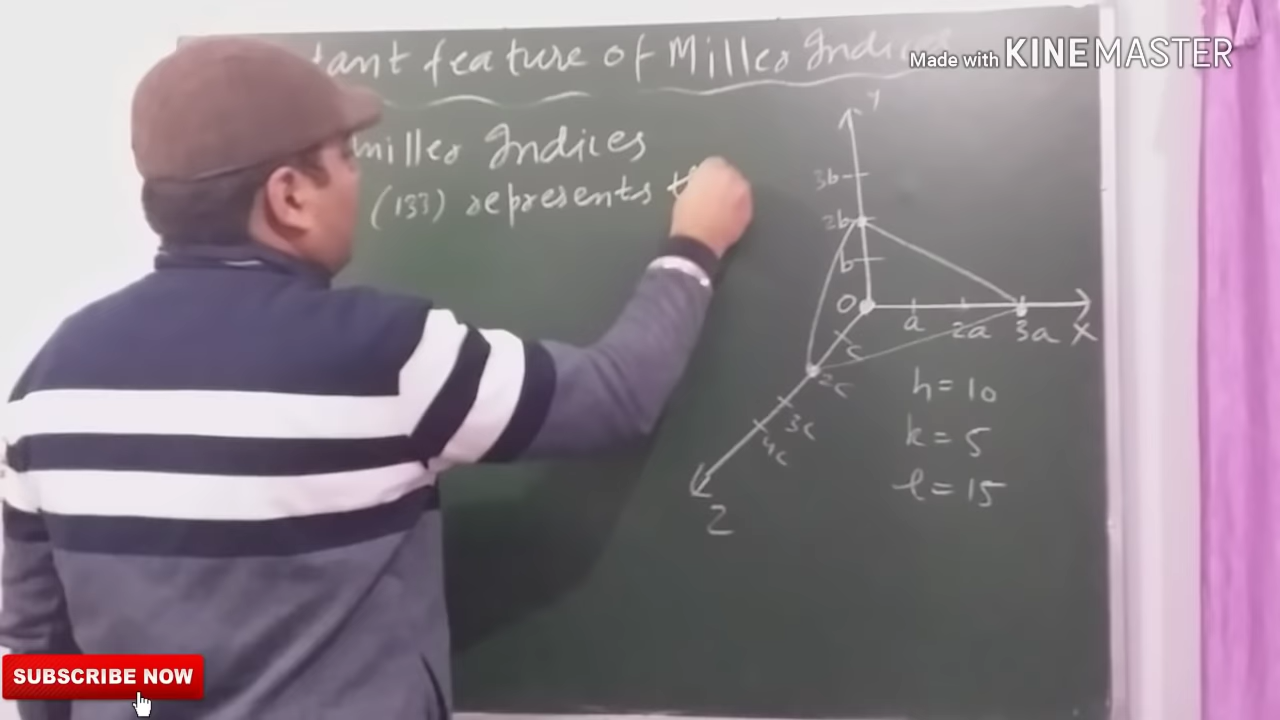 Made with KINEMASTER
feature of Miller Indices
miller Indices
(133) represents
Y
3b
2b
b
O
a
2a
3a
X
c
2c
3c
4c
Z
h = 10
k = 5
l = 15
SUBSCRIBE NOW